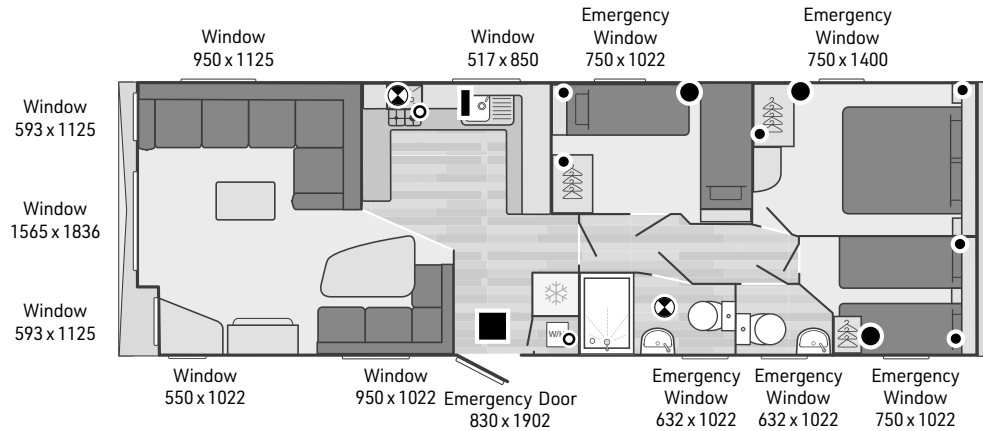 Window
950 x 1125
Window
517 x 850
Emergency
Window
750 x 1022
Emergency
Window
750 x 1400
Window
593 x 1125
Window
1565 x 1836
Window
593 x 1125
W/H
Window
550 x 1022
Window
950 x 1022
Emergency Door
830 x 1902
Emergency
Window
632 x 1022
Emergency
Window
632 x 1022
Emergency
Window
750 x 1022